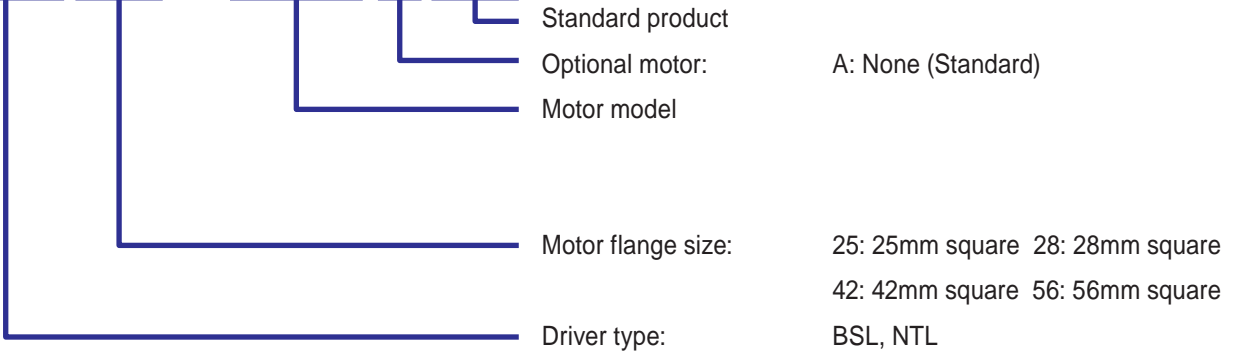 Standard product
Optional motor: A: None (Standard)
Motor model
Motor flange size: 25: 25mm square 28: 28mm square
42: 42mm square 56: 56mm square
Driver type: BSL, NTL